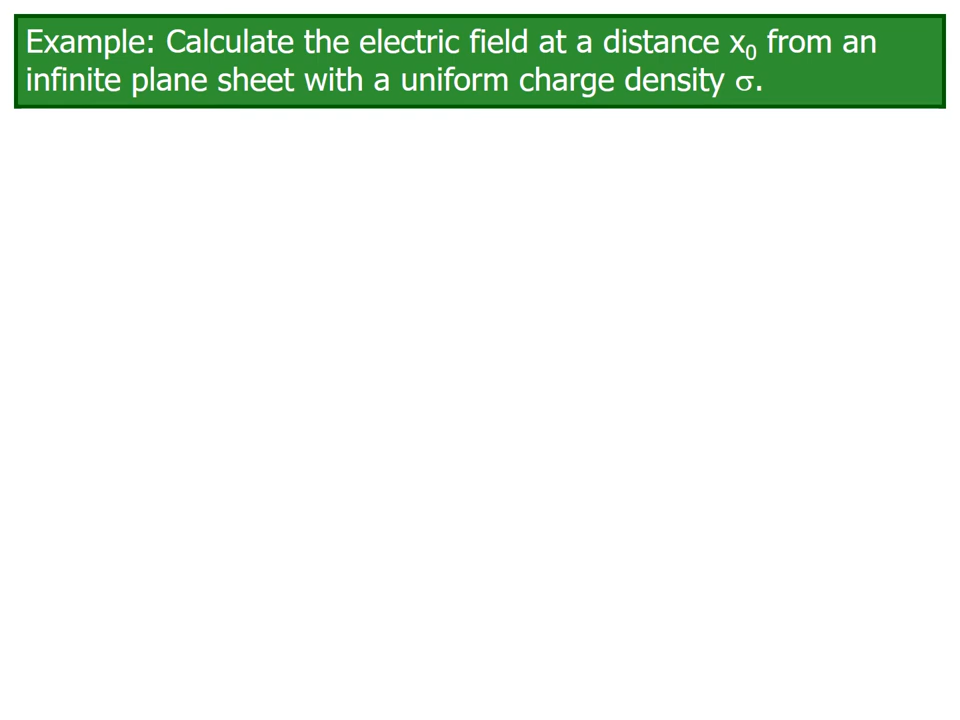 Example: Calculate the electric field at a distance x₀ from an
infinite plane sheet with a uniform charge density σ.